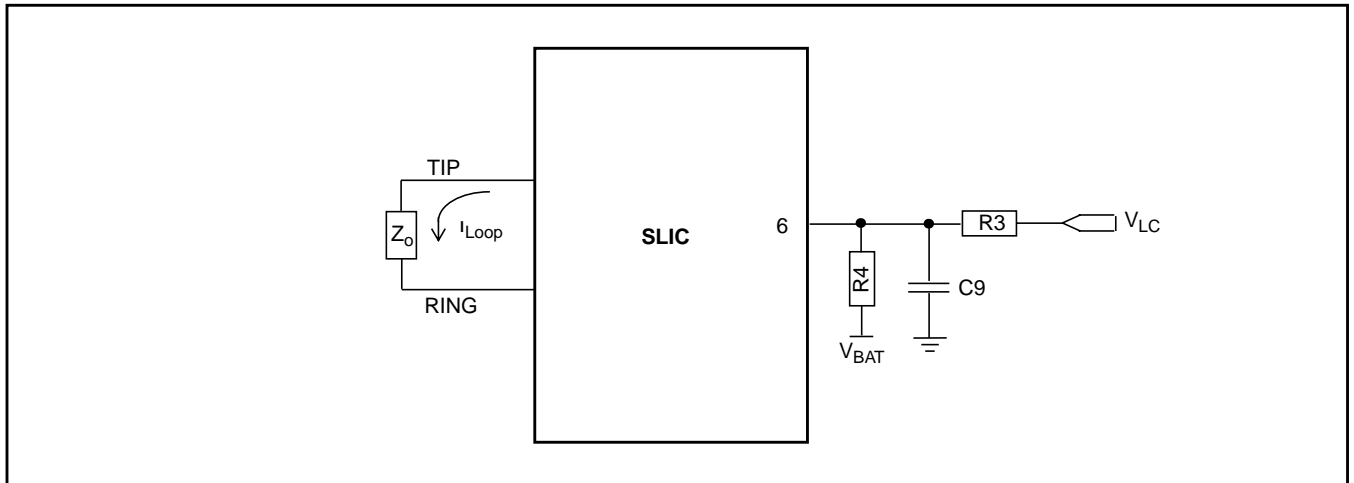 TIP
ILoop
Zo
RING
SLIC
6
R3
VLC
R4
C9
VBAT